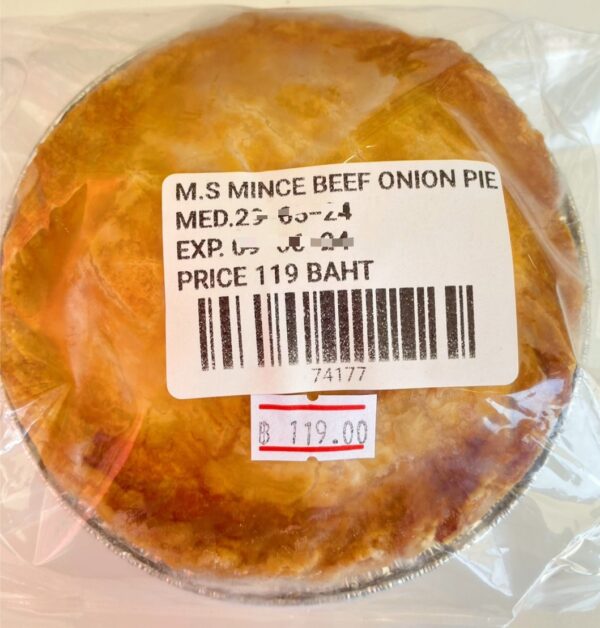 M.S MINCE BEEF ONION PIE
MED.
EXP.
PRICE 119 BAHT
74177
฿ 119.00